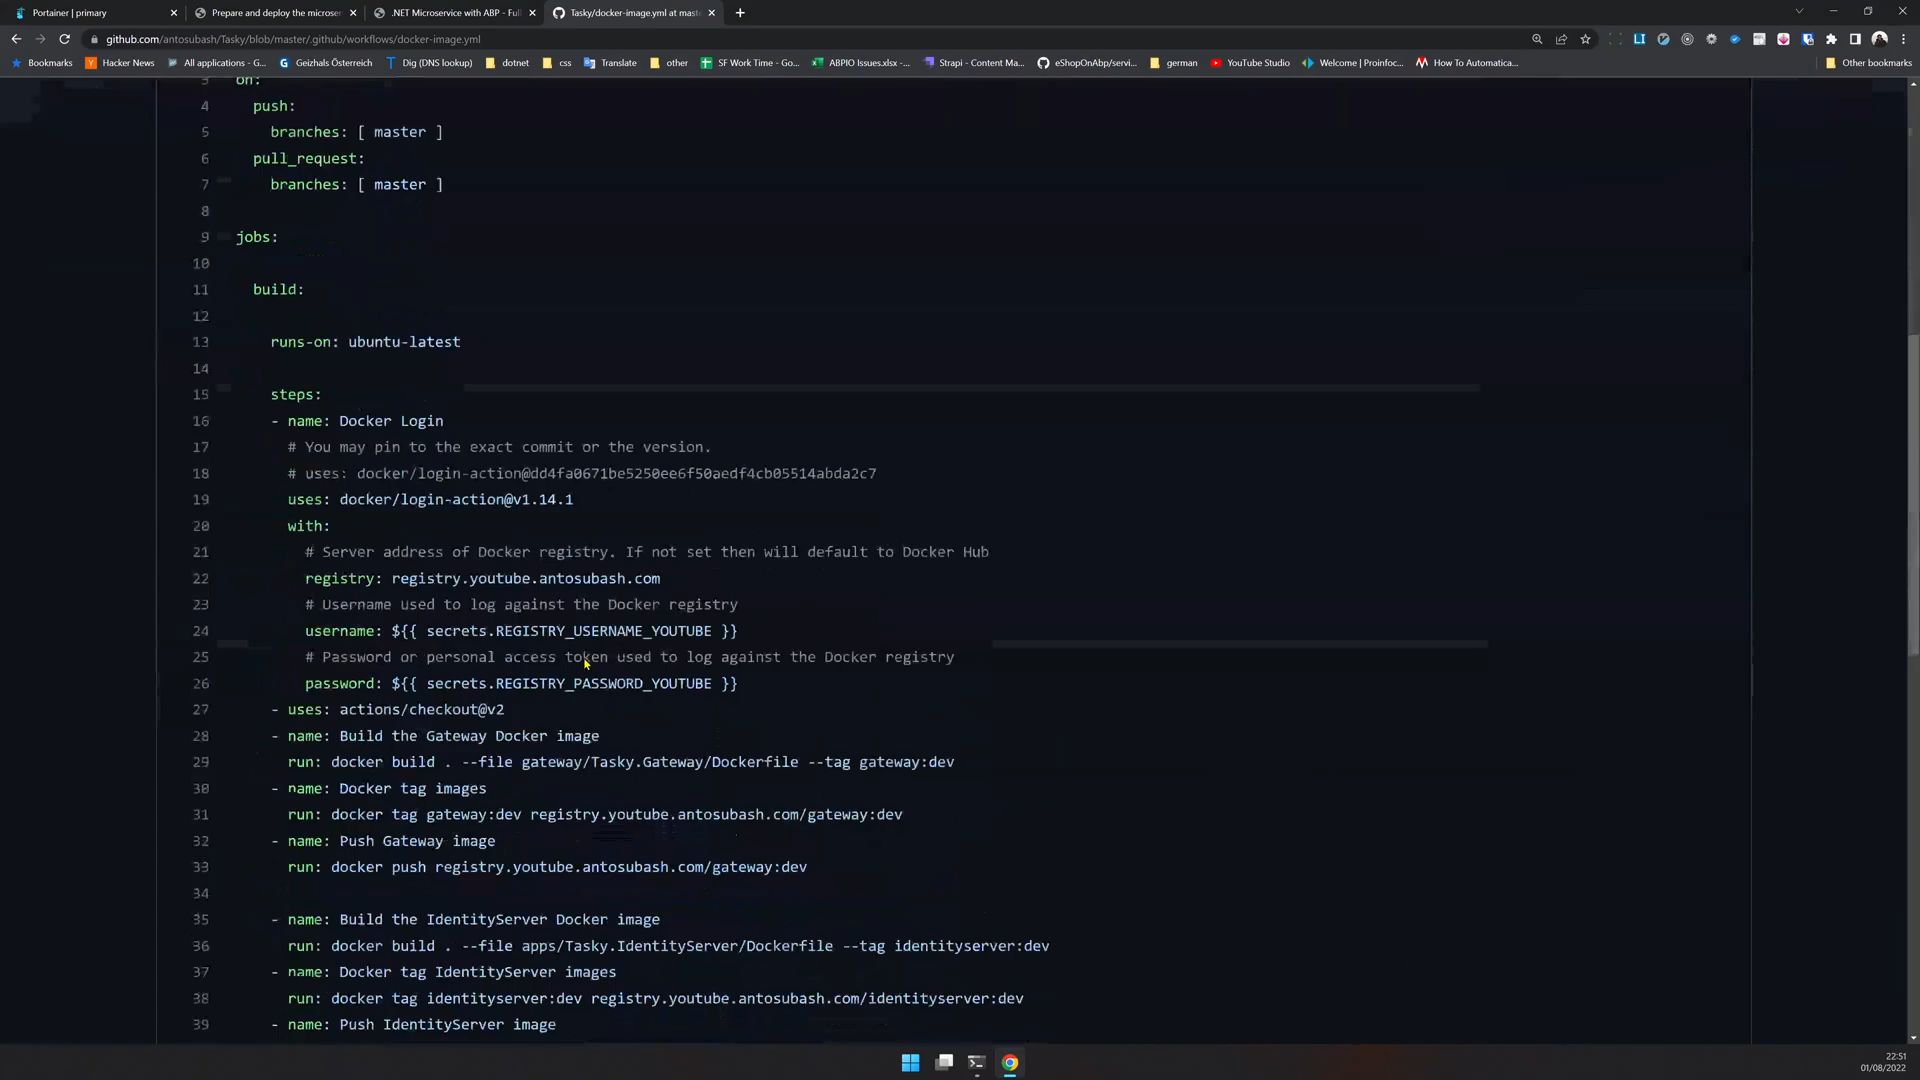 Portainer | primary
Prepare and deploy the microser
.NET Microservice with ABP - Ful
Tasky/docker-image.yml at mast
github.com/antosubash/Tasky/blob/master/.github/workflows/docker-image.yml
Bookmarks
Hacker News
All applications - G...
Geizhals Österreich
Dig (DNS lookup)
dotnet
css
Translate
other
SF Work Time - Go...
ABPIO Issues.xlsx -...
Strapi - Content Ma...
eShopOnAbp/servi...
german
YouTube Studio
Welcome | Proinfoc...
How To Automatica...
Other bookmarks
3 on:
4 push:
5 branches: [ master ]
6 pull_request:
7 branches: [ master ]
8
9 jobs:
10
11 build:
12
13 runs-on: ubuntu-latest
14
15 steps:
16 - name: Docker Login
17 # You may pin to the exact commit or the version.
18 # uses: docker/login-action@dd4fa0671be5250ee6f50aedf4cb05514abda2c7
19 uses: docker/login-action@v1.14.1
20 with:
21 # Server address of Docker registry. If not set then will default to Docker Hub
22 registry: registry.youtube.antosubash.com
23 # Username used to log against the Docker registry
24 username: ${{ secrets.REGISTRY_USERNAME_YOUTUBE }}
25 # Password or personal access token used to log against the Docker registry
26 password: ${{ secrets.REGISTRY_PASSWORD_YOUTUBE }}
27 - uses: actions/checkout@v2
28 - name: Build the Gateway Docker image
29 run: docker build . --file gateway/Tasky.Gateway/Dockerfile --tag gateway:dev
30 - name: Docker tag images
31 run: docker tag gateway:dev registry.youtube.antosubash.com/gateway:dev
32 - name: Push Gateway image
33 run: docker push registry.youtube.antosubash.com/gateway:dev
34
35 - name: Build the IdentityServer Docker image
36 run: docker build . --file apps/Tasky.IdentityServer/Dockerfile --tag identityserver:dev
37 - name: Docker tag IdentityServer images
38 run: docker tag identityserver:dev registry.youtube.antosubash.com/identityserver:dev
39 - name: Push IdentityServer image
22:51
01/08/2022